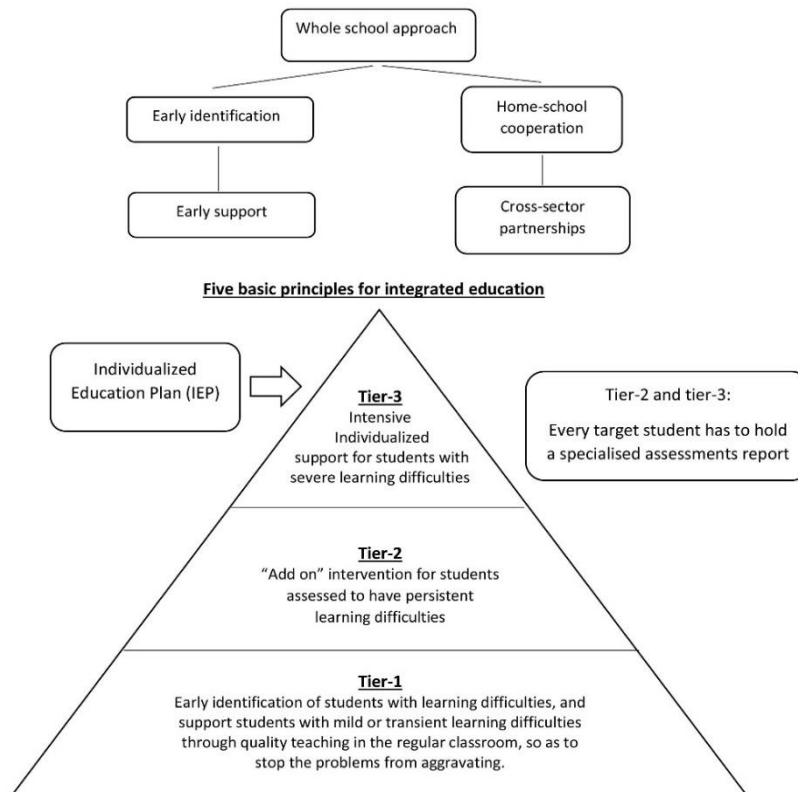 Whole school approach
Early identification
Home-school
cooperation
Early support
Cross-sector
partnerships
Five basic principles for integrated education
Individualized
Education Plan (IEP)
Tier-3
Intensive
Individualized
support for students with
severe learning difficulties
Tier-2 and tier-3:
Every target student has to hold
a specialised assessments report
Tier-2
“Add on” intervention for students
assessed to have persistent
learning difficulties
Tier-1
Early identification of students with learning difficulties, and
support students with mild or transient learning difficulties
through quality teaching in the regular classroom, so as to
stop the problems from aggravating.